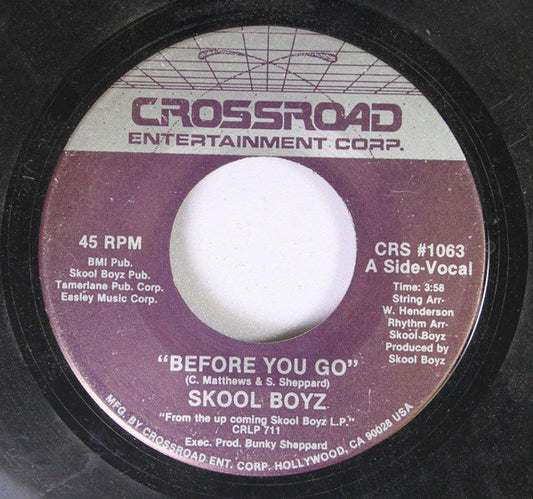 CROSSROAD
ENTERTAINMENT CORP.
45 RPM
BMI Pub.
Skool Boyz Pub.
Tamerlane Pub. Corp.
Easley Music Corp.
CRS #1063
A Side-Vocal
Time: 3:58
String Arr-
W. Henderson
Rhythm Arr-
Skool Boyz
Produced by
Skool Boyz
"BEFORE YOU GO"
(C. Matthews & S. Sheppard)
SKOOL BOYZ
"From the up coming Skool Boyz L.P."
CRLP 711
Exec. Prod. Bunky Sheppard
MFG. BY CROSSROAD ENT. CORP. HOLLYWOOD, CA 90028 USA